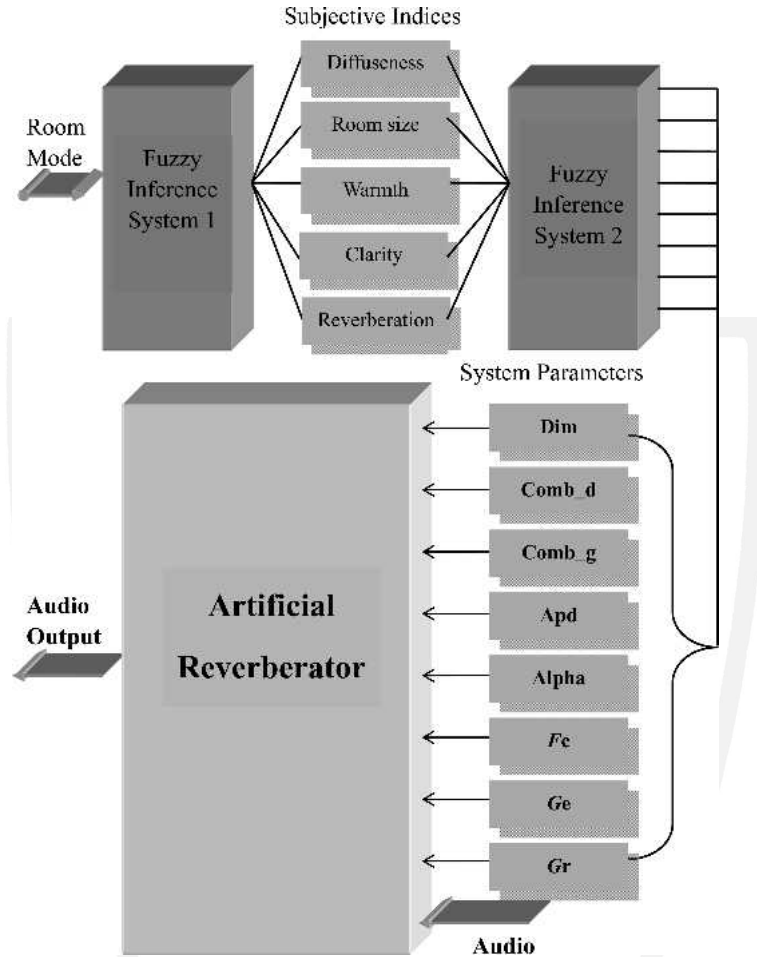 Subjective Indices
Diffuseness
Room size
Warmth
Clarity
Reverberation
Room
Mode
Fuzzy
Inference
System 1
Fuzzy
Inference
System 2
System Parameters
Dim
Comb_d
Comb_g
Apd
Alpha
Fc
Ge
Gr
Artificial
Reverberator
Audio
Output
Audio